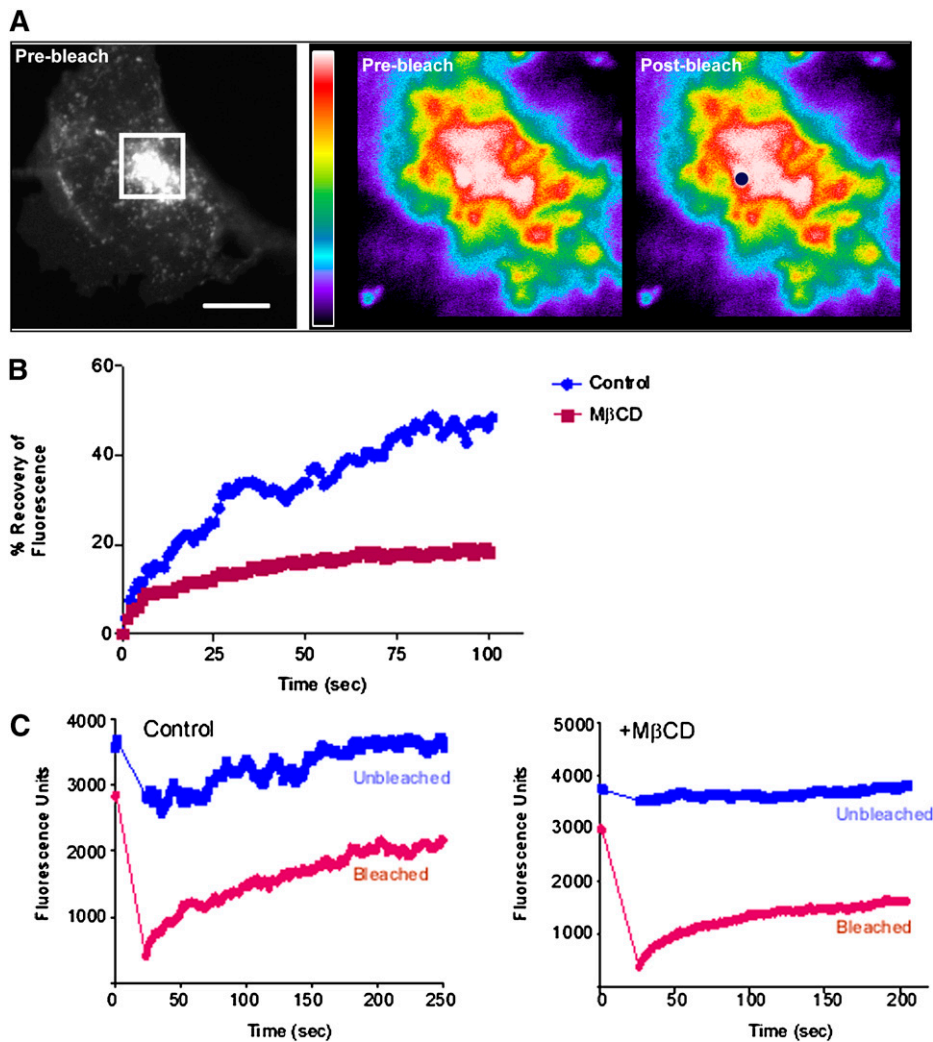 A
Pre-bleach
Pre-bleach
Post-bleach
B
60
40
20
0
% Recovery of
Fluorescence
0 25 50 75 100
Time (sec)
Control
MβCD
C
Control
4000
3000
2000
1000
Fluorescence Units
Unbleached
Bleached
0 50 100 150 200 250
Time (sec)
+MβCD
5000
4000
3000
2000
1000
Fluorescence Units
Unbleached
Bleached
0 50 100 150 200
Time (sec)